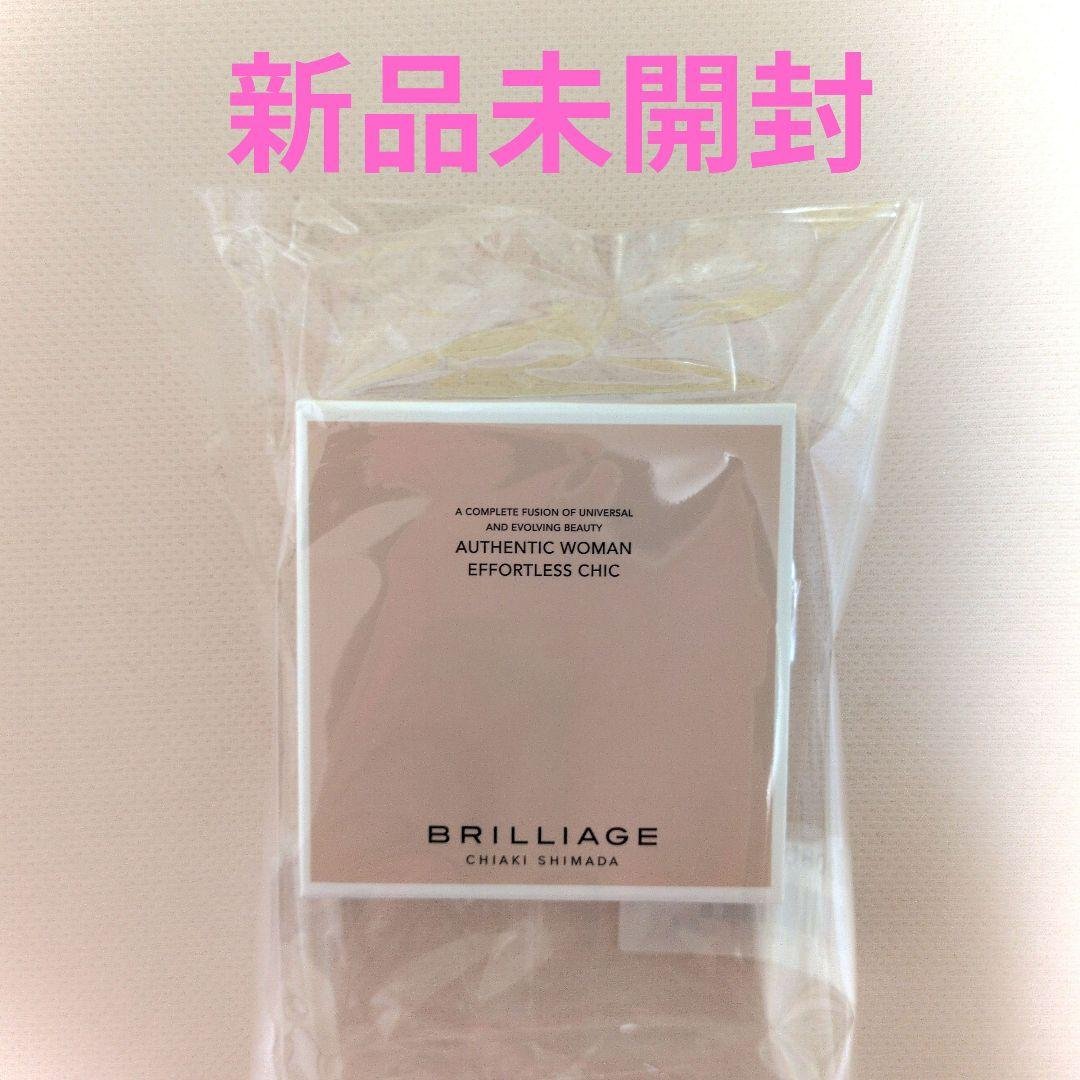 新品未開封
A COMPLETE FUSION OF UNIVERSAL
AND EVOLVING BEAUTY
AUTHENTIC WOMAN
EFFORTLESS CHIC
BRILLIAGE
CHIAKI SHIMADA